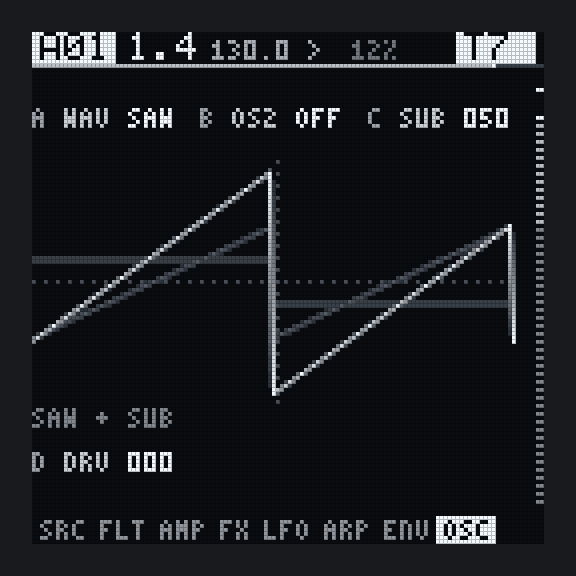 A01 1.4 130.0 > 12% T7
A WAV SAW B OS2 OFF C SUB 050
SAW + SUB
D DRV 000
SRC FLT AMP FX LFO ARP ENV OSC